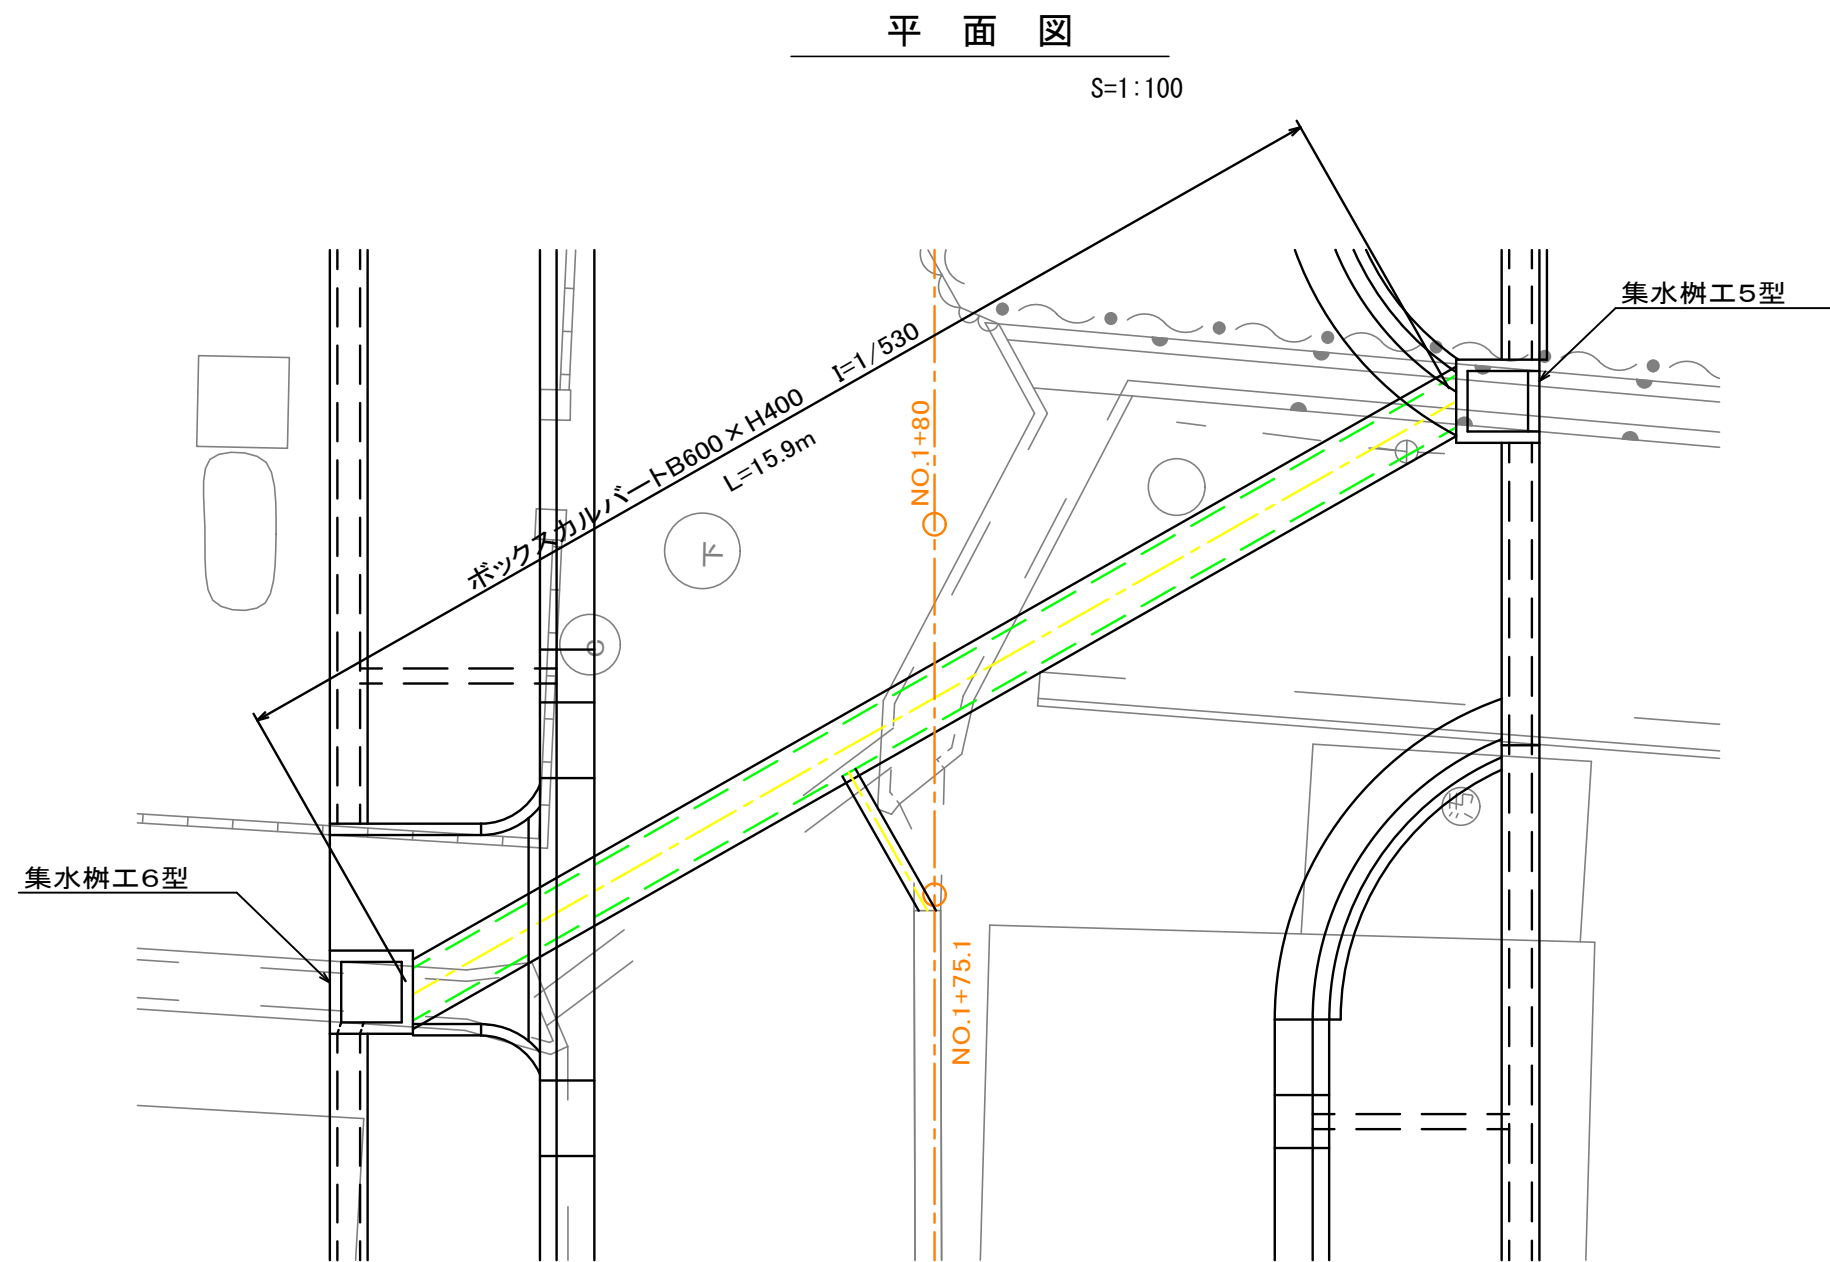 平 面 図
S=1:100
集水桝工5型
ボックスカルバートB600×H400 I=1/530
L=15.9m
NO.1+80
下
集水桝工6型
NO.1+75.1